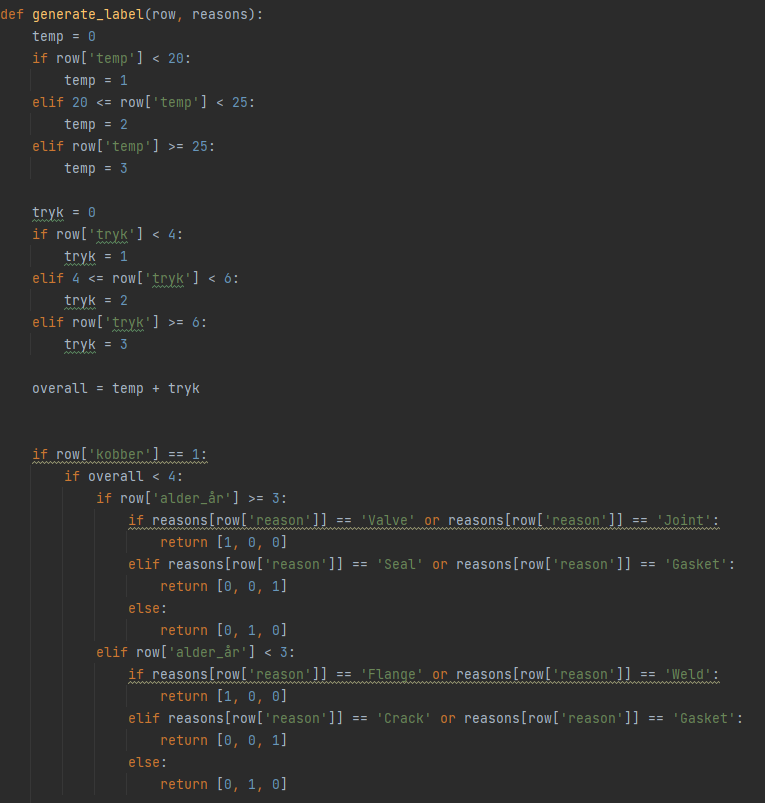 def generate_label(row, reasons):
    temp = 0
    if row['temp'] < 20:
        temp = 1
    elif 20 <= row['temp'] < 25:
        temp = 2
    elif row['temp'] >= 25:
        temp = 3

    tryk = 0
    if row['tryk'] < 4:
        tryk = 1
    elif 4 <= row['tryk'] < 6:
        tryk = 2
    elif row['tryk'] >= 6:
        tryk = 3

    overall = temp + tryk


    if row['kobber'] == 1:
        if overall < 4:
            if row['alder_år'] >= 3:
                if reasons[row['reason']] == 'Valve' or reasons[row['reason']] == 'Joint':
                    return [1, 0, 0]
                elif reasons[row['reason']] == 'Seal' or reasons[row['reason']] == 'Gasket':
                    return [0, 0, 1]
                else:
                    return [0, 1, 0]
            elif row['alder_år'] < 3:
                if reasons[row['reason']] == 'Flange' or reasons[row['reason']] == 'Weld':
                    return [1, 0, 0]
                elif reasons[row['reason']] == 'Crack' or reasons[row['reason']] == 'Gasket':
                    return [0, 0, 1]
                else:
                    return [0, 1, 0]